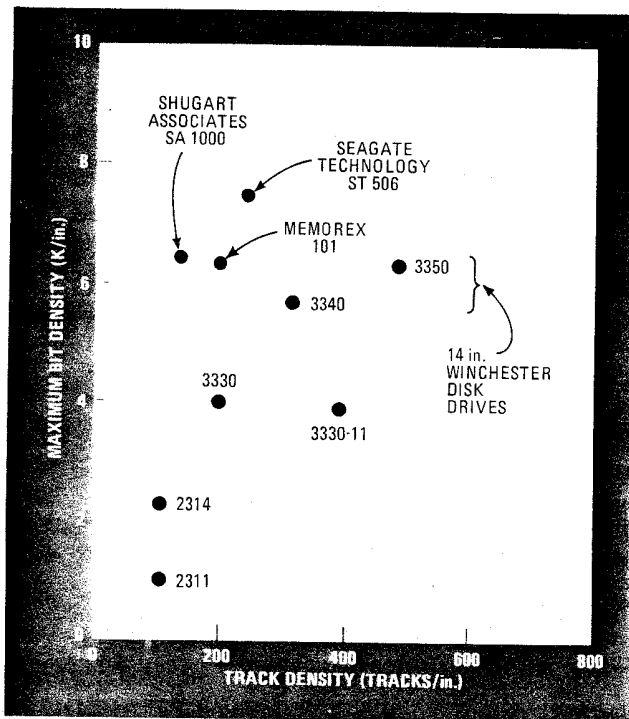 10
SHUGART
ASSOCIATES
SA 1000
8
SEAGATE
TECHNOLOGY
ST 506
MEMOREX
101
3350
6
3340
14 in.
WINCHESTER
DISK
DRIVES
3330
4
3330-11
2314
2311
0
0
200
400
600
800
MAXIMUM BIT DENSITY (K/in.)
TRACK DENSITY (TRACKS/in.)